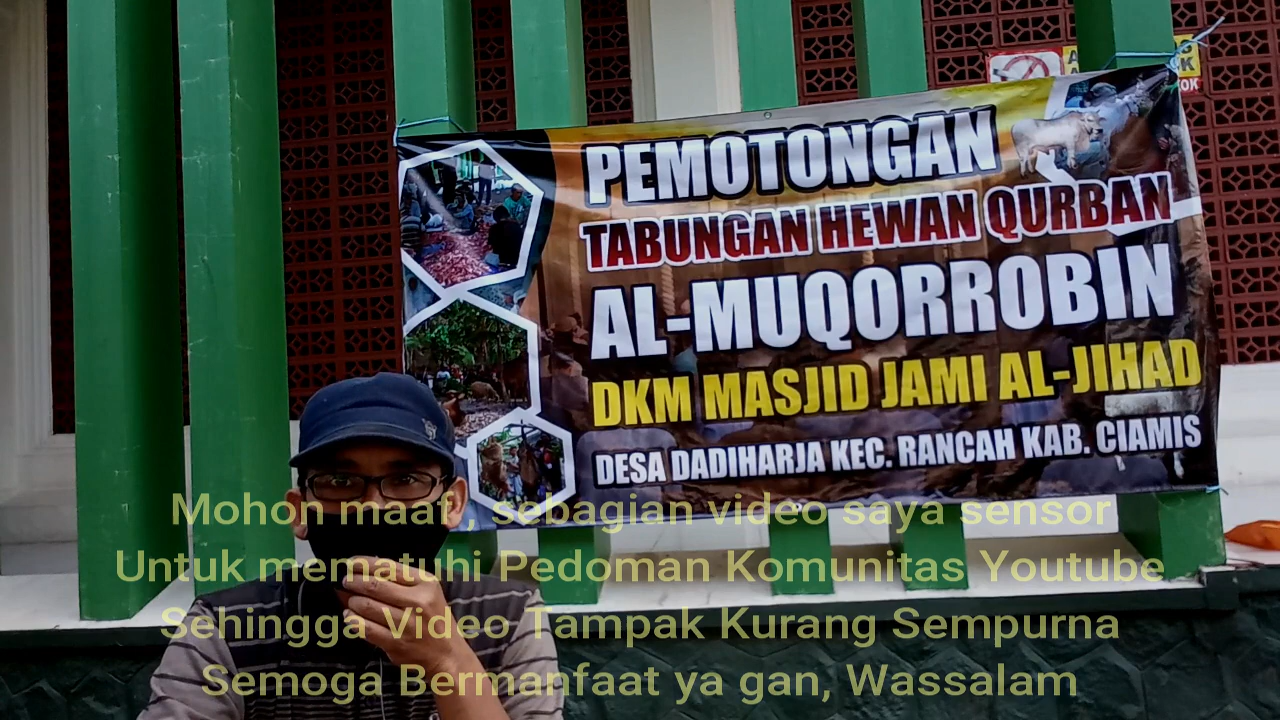 PEMOTONGAN
TABUNGAN HEWAN QURBAN
AL-MUQORROBIN
DKM MASJID JAMI AL-JIHAD
DESA DADIHARJA KEC. RANCAH KAB. CIAMIS
Mohon maaf, sebagian video saya sensor
Untuk mematuhi Pedoman Komunitas Youtube
Sehingga Video Tampak Kurang Sempurna
Semoga Bermanfaat ya gan, Wassalam